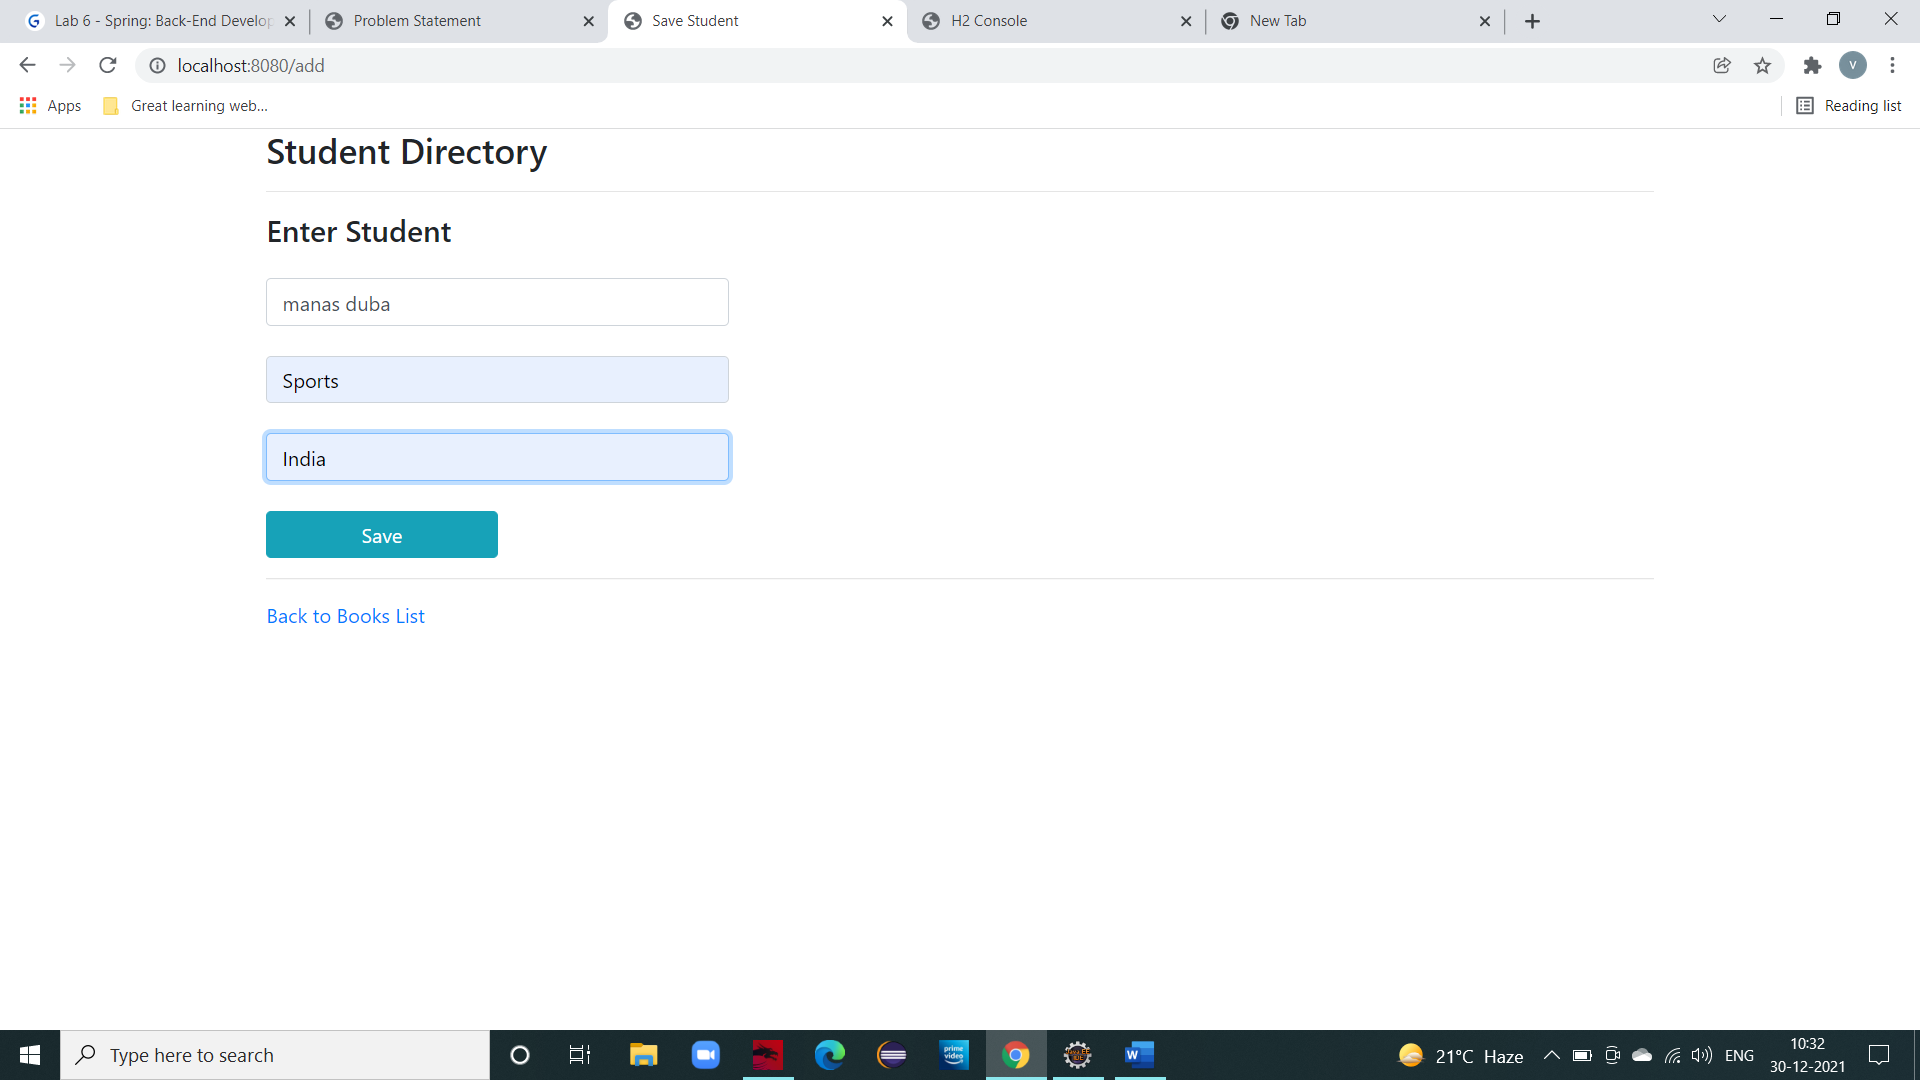 Lab 6 - Spring: Back-End Develop
Problem Statement
Save Student
H2 Console
New Tab
localhost:8080/add
V
Apps
Great learning web...
Reading list
Student Directory
Enter Student
manas duba
Sports
India
Save
Back to Books List
Type here to search
prime video
W
21°C Haze
ENG
10:32
30-12-2021